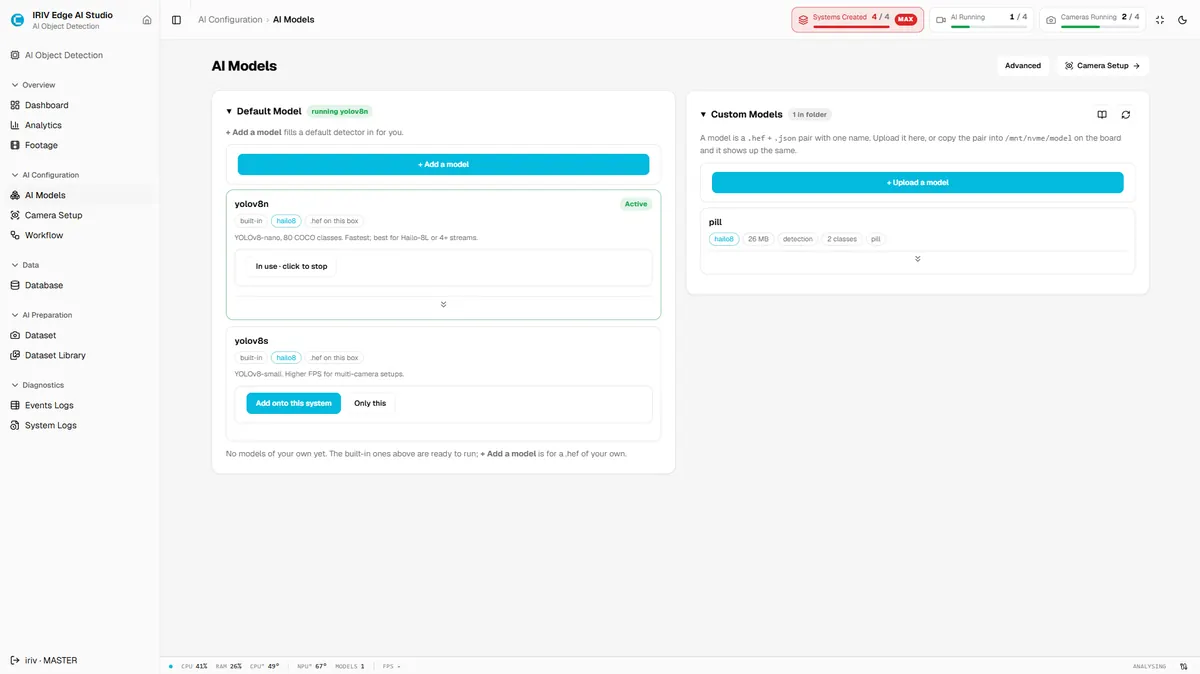 IRIV Edge AI Studio
AI Object Detection
AI Object Detection
Overview
Dashboard
Analytics
Footage
AI Configuration
AI Models
Camera Setup
Workflow
Data
Database
AI Preparation
Dataset
Dataset Library
Diagnostics
Events Logs
System Logs
iriv · MASTER
AI Configuration › AI Models
Systems Created 4 / 4 MAX
AI Running 1 / 4
Cameras Running 2 / 4
AI Models
Advanced
Camera Setup →
▼ Default Model running yolov8n
+ Add a model fills a default detector in for you.
+ Add a model
yolov8n Active
built-in hailo8 .hef on this box
YOLOv8-nano, 80 COCO classes. Fastest; best for Hailo-8L or 4+ streams.
In use · click to stop
yolov8s
built-in hailo8 .hef on this box
YOLOv8-small. Higher FPS for multi-camera setups.
Add onto this system Only this
No models of your own yet. The built-in ones above are ready to run; + Add a model is for a .hef of your own.
▼ Custom Models 1 in folder
A model is a .hef + .json pair with one name. Upload it here, or copy the pair into /mnt/nvme/model on the board
and it shows up the same.
+ Upload a model
pill
hailo8 26 MB detection 2 classes pill
CPU 41% RAM 26% CPU° 49° NPU° 67° MODELS 1 FPS -
ANALYSING